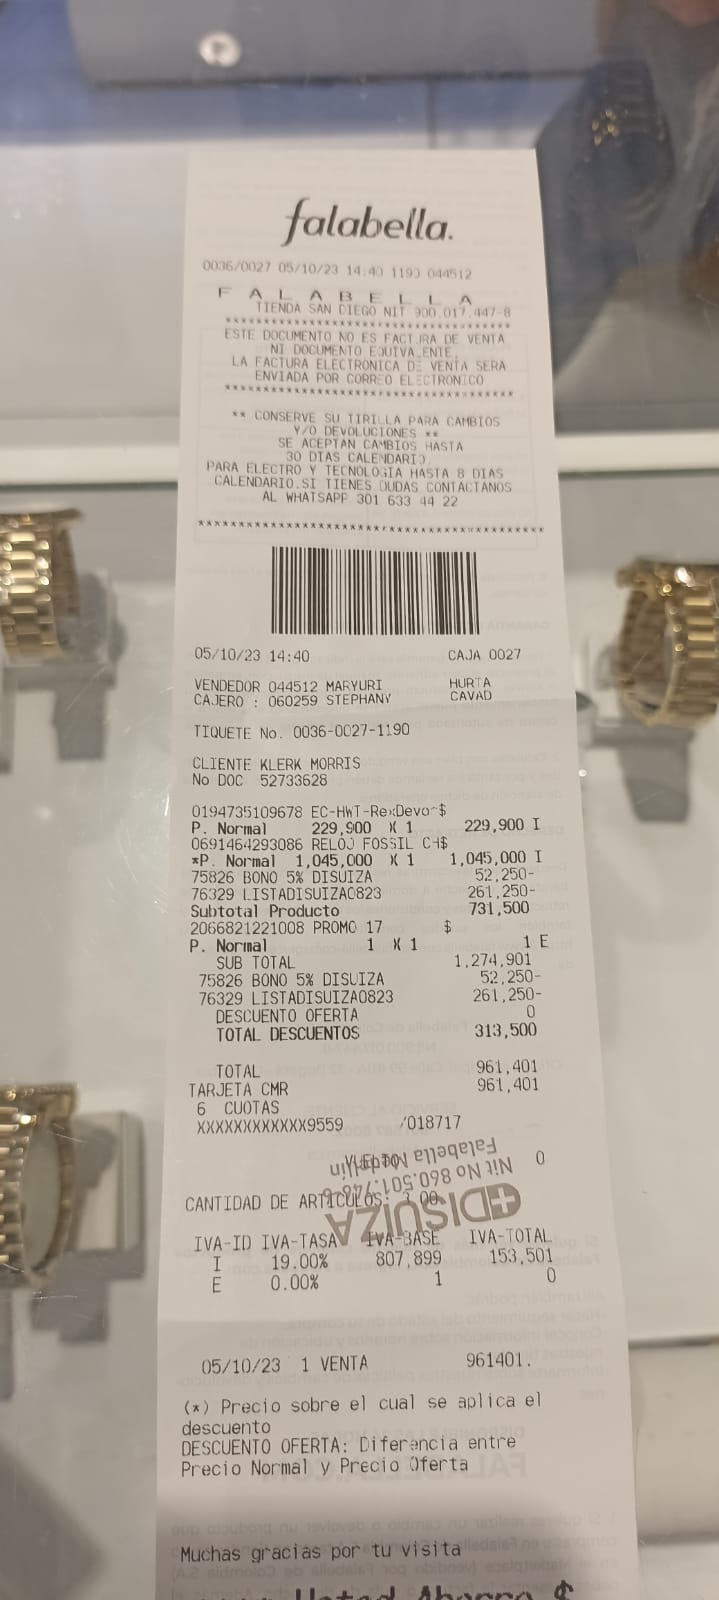 falabella.
0036/0027 05/10/23 14:40 1190 044512
F A L A B E L L A
TIENDA SAN DIEGO NIT 900.017.447-8
************************************
ESTE DOCUMENTO NO ES FACTURA DE VENTA
NI DOCUMENTO EQUIVALENTE,
LA FACTURA ELECTRONICA DE VENTA SERA
ENVIADA POR CORREO ELECTRONICO
************************************
** CONSERVE SU TIRILLA PARA CAMBIOS
Y/O DEVOLUCIONES **
SE ACEPTAN CAMBIOS HASTA
30 DIAS CALENDARIO.
PARA ELECTRO Y TECNOLOGIA HASTA 8 DIAS
CALENDARIO.SI TIENES DUDAS CONTACTANOS
AL WHATSAPP 301 633 44 22
******************************************
05/10/23 14:40 CAJA 0027
VENDEDOR 044512 MARYURI HURTA
CAJERO : 060259 STEPHANY CAVAD
TIQUETE No. 0036-0027-1190
CLIENTE KLERK MORRIS
No DOC 52733628
0194735109678 EC-HWT-RexDevo~$
P. Normal 229,900 X 1 229,900 I
0691464293086 RELOJ FOSSIL CH$
*P. Normal 1,045,000 X 1 1,045,000 I
75826 BONO 5% DISUIZA 52,250-
76329 LISTADISUIZA0823 261,250-
Subtotal Producto 731,500
2066821221008 PROMO 17 $
P. Normal 1 X 1 1 E
SUB TOTAL 1,274,901
75826 BONO 5% DISUIZA 52,250-
76329 LISTADISUIZA0823 261,250-
DESCUENTO OFERTA 0
TOTAL DESCUENTOS 313,500
TOTAL 961,401
TARJETA CMR 961,401
6 CUOTAS
XXXXXXXXXXXX9559 /018717
0
CANTIDAD DE ARTICULOS: 3.00
DISUIZA
Nit No 860.501.748-6
Falabella Medellín
IVA-ID IVA-TASA IVA-BASE IVA-TOTAL
I 19.00% 807,899 153,501
E 0.00% 1 0
05/10/23 1 VENTA 961401.
(*) Precio sobre el cual se aplica el
descuento
DESCUENTO OFERTA: Diferencia entre
Precio Normal y Precio Oferta
Muchas gracias por tu visita
Usted Ahorro $